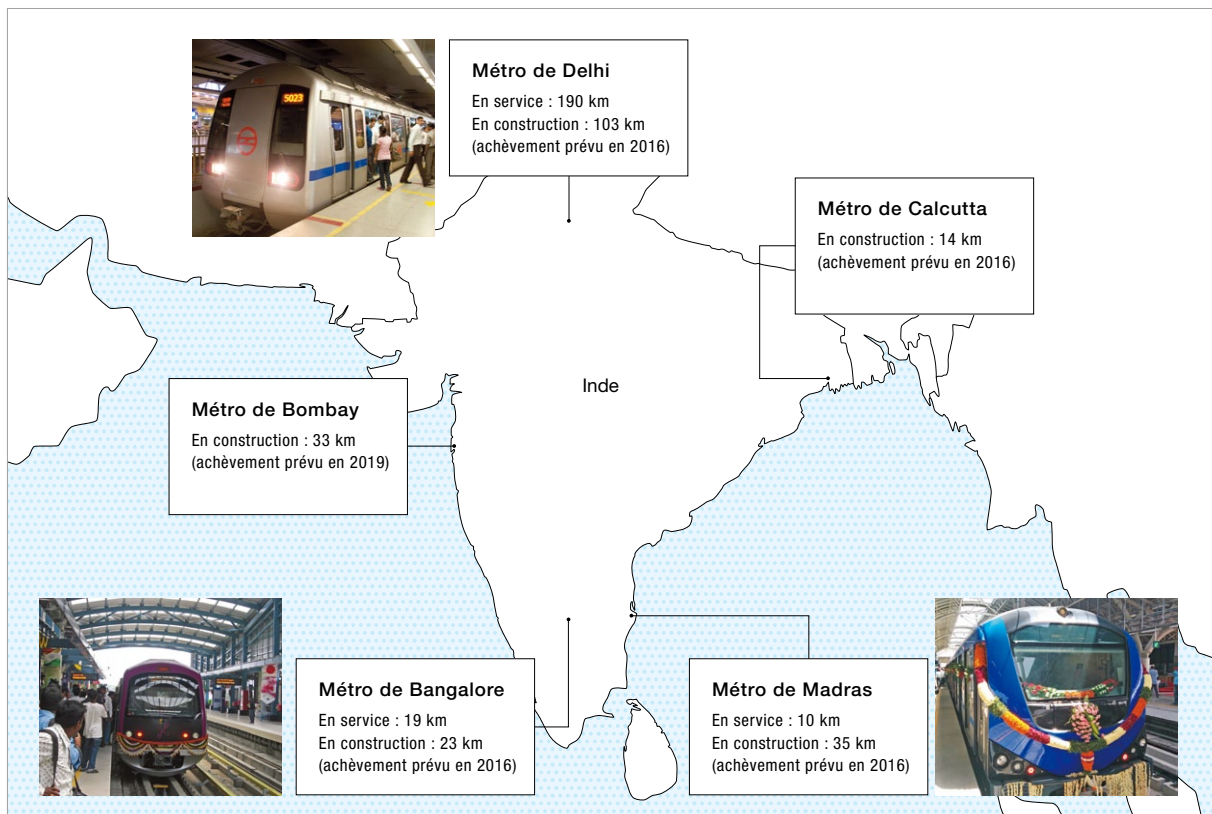 5023
Métro de Delhi
En service : 190 km
En construction : 103 km
(achèvement prévu en 2016)
Métro de Calcutta
En construction : 14 km
(achèvement prévu en 2016)
Inde
Métro de Bombay
En construction : 33 km
(achèvement prévu en 2019)
Métro de Bangalore
En service : 19 km
En construction : 23 km
(achèvement prévu en 2016)
Métro de Madras
En service : 10 km
En construction : 35 km
(achèvement prévu en 2016)